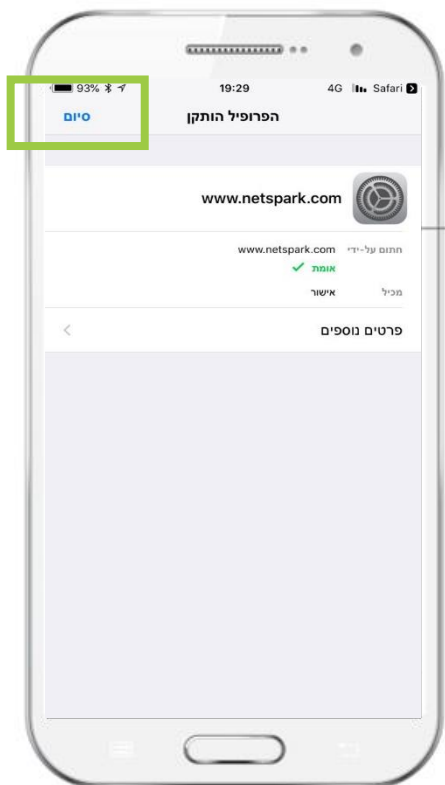 93% 19:29 4G Safari
סיום הפרופיל הותקן
www.netspark.com
חתום על-ידי www.netspark.com
אומת
מכיל אישור
פרטים נוספים